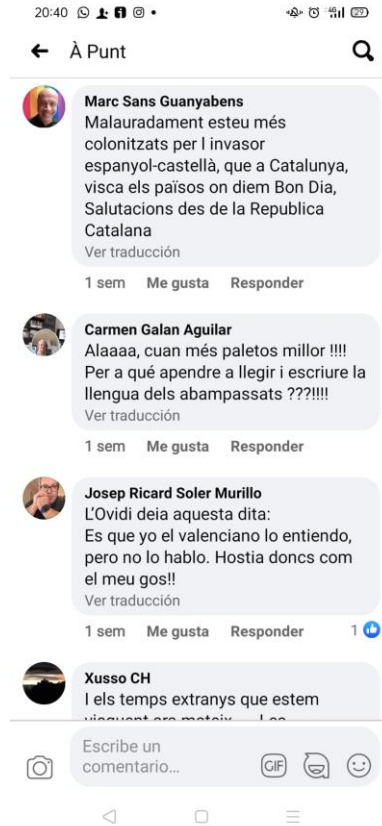 20:40
À Punt
Marc Sans Guanyabens
Malauradament esteu més
colonitzats per l invasor
espanyol-castellà, que a Catalunya,
visca els països on diem Bon Dia,
Salutacions des de la Republica
Catalana
Ver traducción
1 sem Me gusta Responder
Carmen Galan Aguilar
Alaaaa, cuan més paletos millor !!!!
Per a qué apendre a llegir i escriure la
llengua dels abampassats ???!!!!
Ver traducción
1 sem Me gusta Responder
Josep Ricard Soler Murillo
L'Ovidi deia aquesta dita:
Es que yo el valenciano lo entiendo,
pero no lo hablo. Hostia doncs com
el meu gos!!
Ver traducción
1 sem Me gusta Responder 1
Xusso CH
I els temps extranys que estem
Escribe un
comentario...
GIF